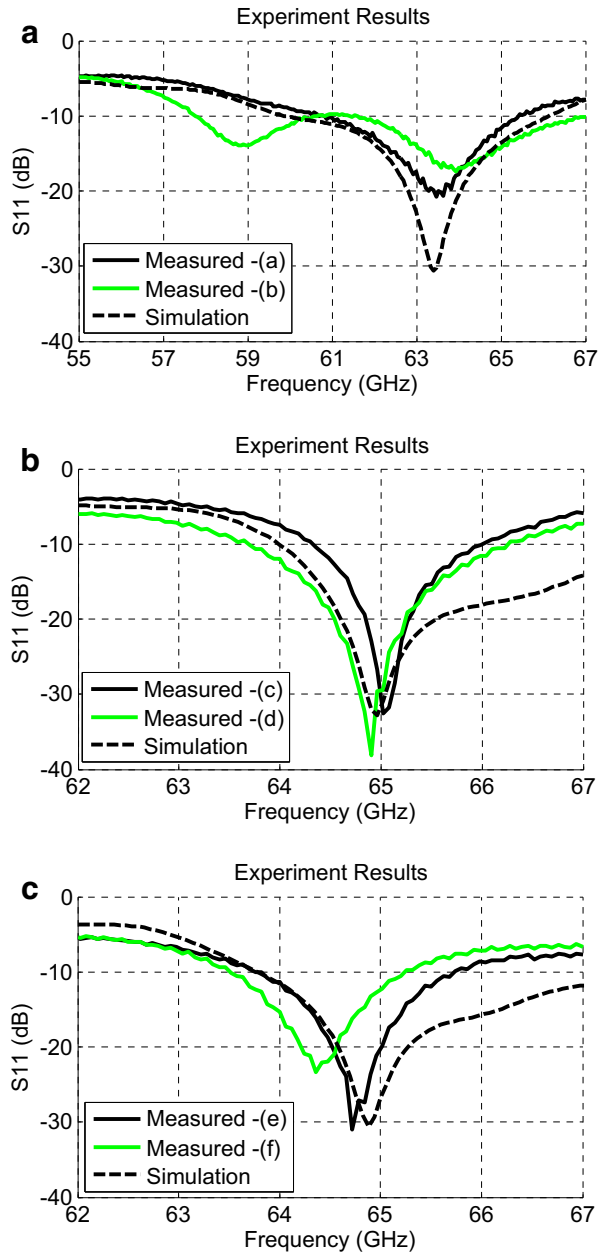 a
Experiment Results
0
-10
-20
-30
-40
S11 (dB)
Measured -(a)
Measured -(b)
Simulation
55 57 59 61 63 65 67
Frequency (GHz)
b
Experiment Results
0
-10
-20
-30
-40
S11 (dB)
Measured -(c)
Measured -(d)
Simulation
62 63 64 65 66 67
Frequency (GHz)
c
Experiment Results
0
-10
-20
-30
-40
S11 (dB)
Measured -(e)
Measured -(f)
Simulation
62 63 64 65 66 67
Frequency (GHz)